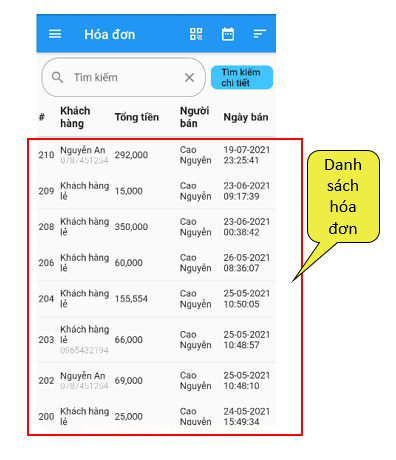 Hóa đơn
Tìm kiếm
Tìm kiếm
chi tiết
# Khách hàng Tổng tiền Người bán Ngày bán
210 Nguyễn An 0787451254 292,000 Cao Nguyên 19-07-2021 23:25:41
209 Khách hàng lẻ 15,000 Cao Nguyên 23-06-2021 09:17:39
208 Khách hàng lẻ 350,000 Cao Nguyên 23-06-2021 00:38:42
206 Khách hàng lẻ 60,000 Cao Nguyên 26-05-2021 08:36:07
204 Khách hàng lẻ 155,554 Cao Nguyên 25-05-2021 10:50:05
203 Khách hàng lẻ 0965432194 66,000 Cao Nguyên 25-05-2021 10:48:57
202 Nguyễn An 0787451254 69,000 Cao Nguyên 25-05-2021 10:48:10
200 Khách hàng lẻ 25,000 Cao Nguyên 24-05-2021 15:49:34
Danh
sách
hóa
đơn